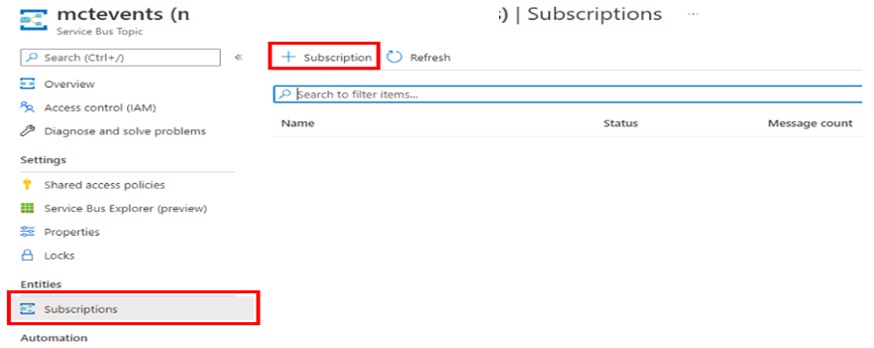 mctevents (n s) | Subscriptions ...
Service Bus Topic
Search (Ctrl+/) «
+ Subscription Refresh
Overview
Search to filter items...
Access control (IAM)
Name Status Message count
Diagnose and solve problems
Settings
Shared access policies
Service Bus Explorer (preview)
Properties
Locks
Entities
Subscriptions
Automation